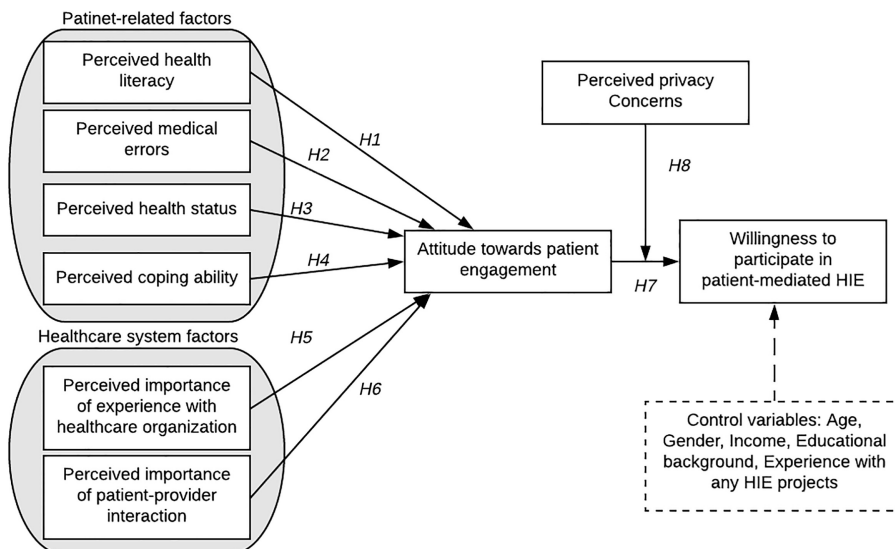 Patinet-related factors
Perceived health
literacy
Perceived medical
errors
Perceived health status
Perceived coping ability
H1
H2
H3
H4
Healthcare system factors
Perceived importance
of experience with
healthcare organization
Perceived importance
of patient-provider
interaction
H5
H6
Attitude towards patient
engagement
Perceived privacy
Concerns
H8
H7
Willingness to
participate in
patient-mediated HIE
Control variables: Age,
Gender, Income, Educational
background, Experience with
any HIE projects